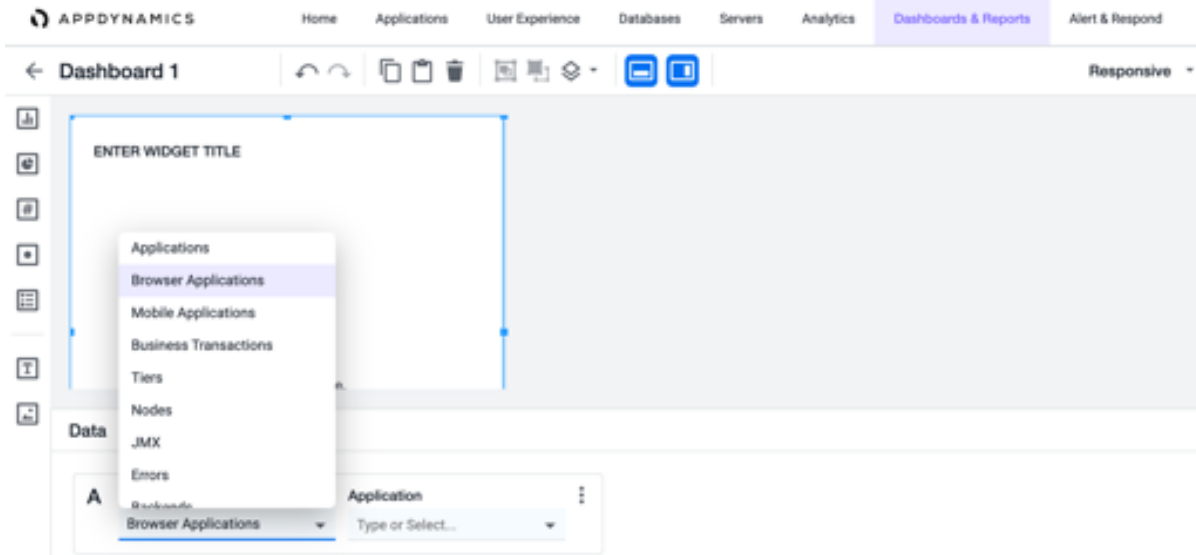 APPDYNAMICS Home Applications User Experience Databases Servers Analytics Dashboards & Reports Alert & Respond
Dashboard 1 Responsive
ENTER WIDGET TITLE
Applications
Browser Applications
Mobile Applications
Business Transactions
Tiers
Nodes
JMX
Errors
Backends
Data
A Application
Browser Applications Type or Select...